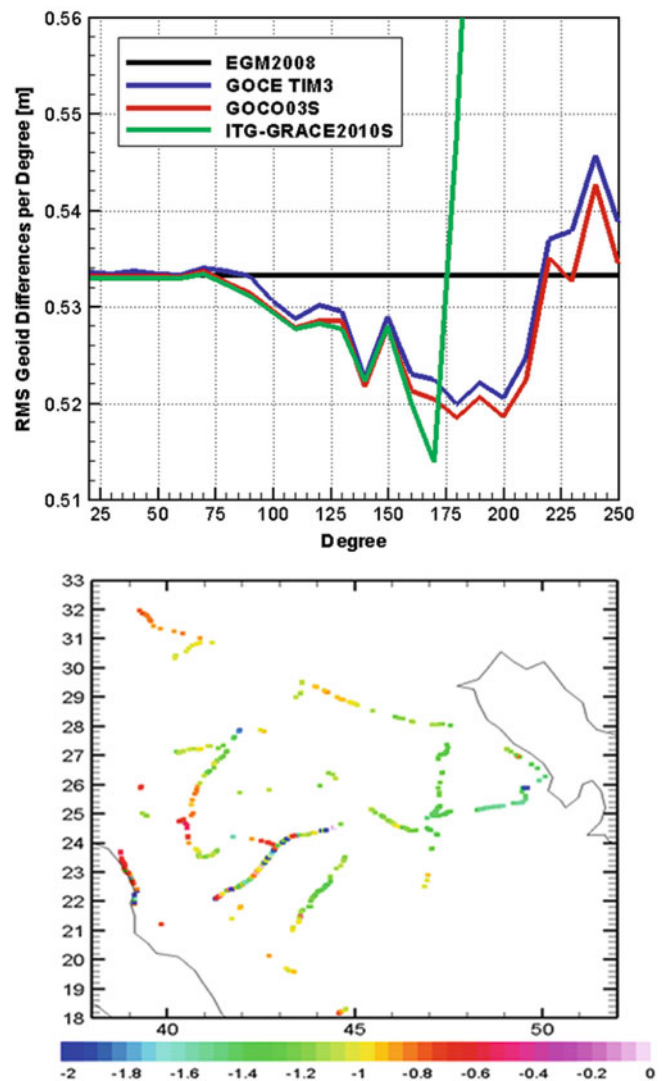 0.56
0.55
0.54
0.53
0.52
0.51
RMS Geoid Differences per Degree [m]
EGM2008
GOCE TIM3
GOCO03S
ITG-GRACE2010S
25 50 75 100 125 150 175 200 225 250
Degree
33
32
31
30
29
28
27
26
25
24
23
22
21
20
19
18
40 45 50
-2 -1.8 -1.6 -1.4 -1.2 -1 -0.8 -0.6 -0.4 -0.2 0